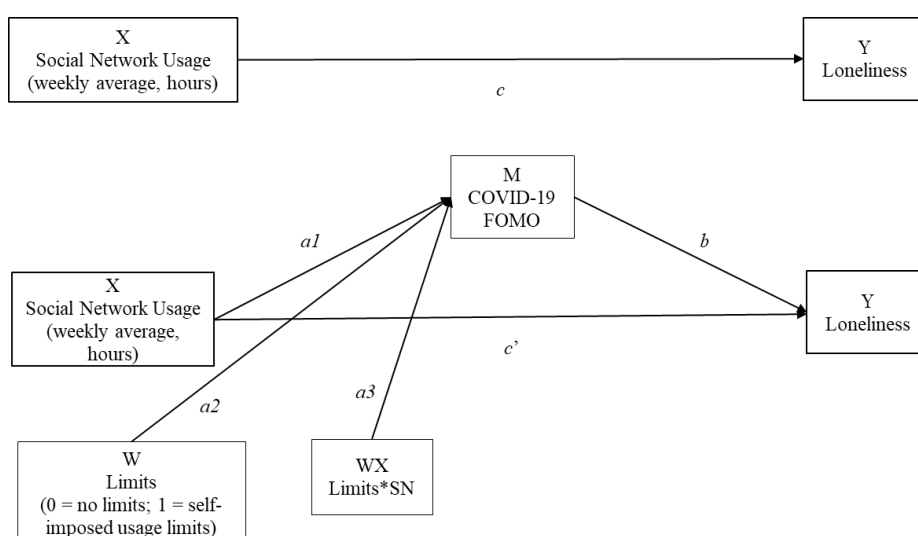 X
Social Network Usage
(weekly average, hours)
Y
Loneliness
c
M
COVID-19
FOMO
a1
b
X
Social Network Usage
(weekly average,
hours)
Y
Loneliness
c’
a2
a3
W
Limits
(0 = no limits; 1 = self-
imposed usage limits)
WX
Limits*SN